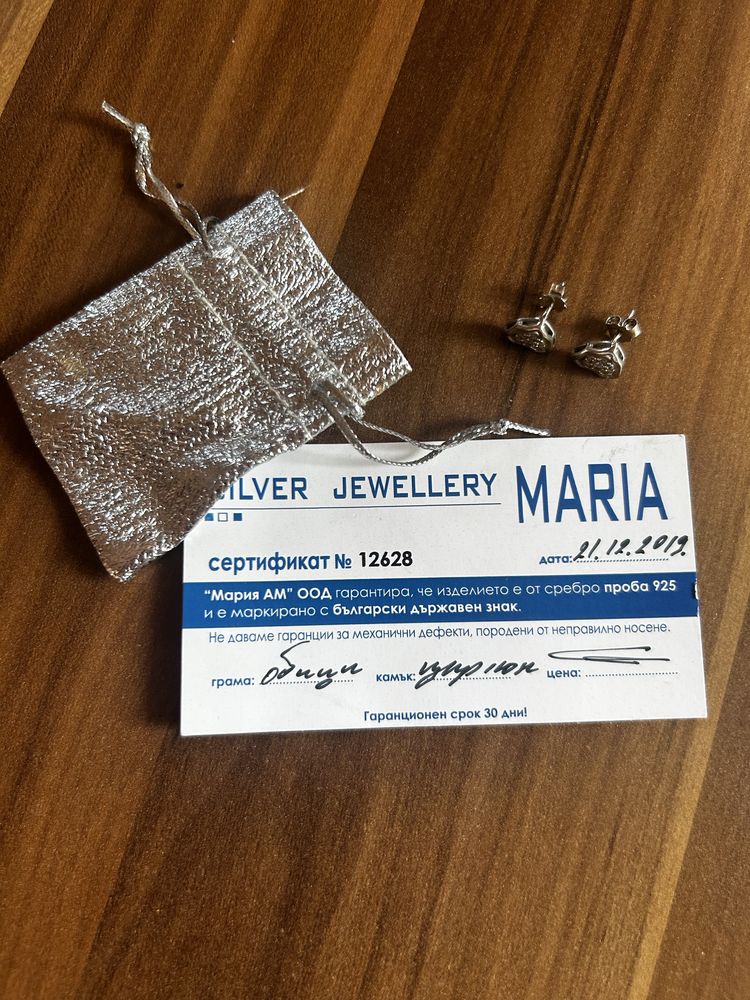 SILVER JEWELLERY MARIA
сертификат № 12628 дата: 21.12.2019
"Мария АМ" ООД гарантира, че изделието е от сребро проба 925
и е маркирано с български държавен знак.
Не даваме гаранции за механични дефекти, породени от неправилно носене.
грама: обици камък: циркон цена:
Гаранционен срок 30 дни!